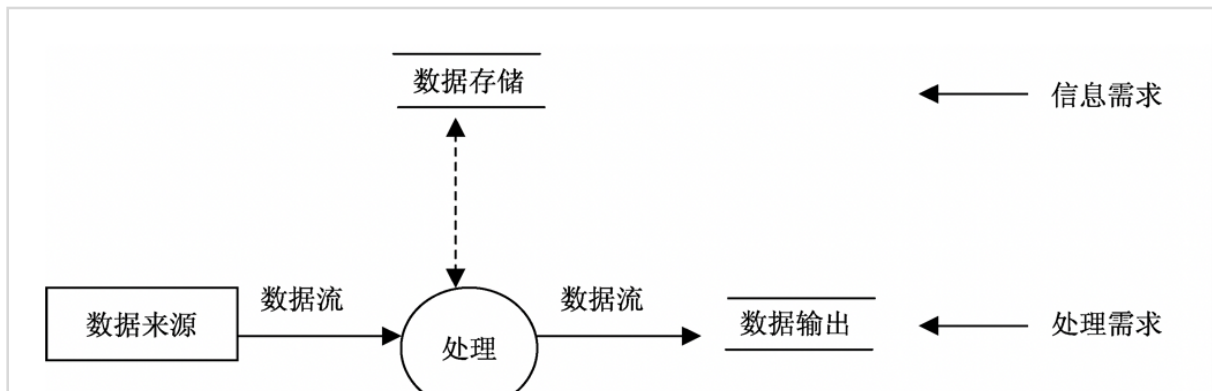 数据存储
信息需求
数据流
数据流
数据来源
处理
数据输出
处理需求